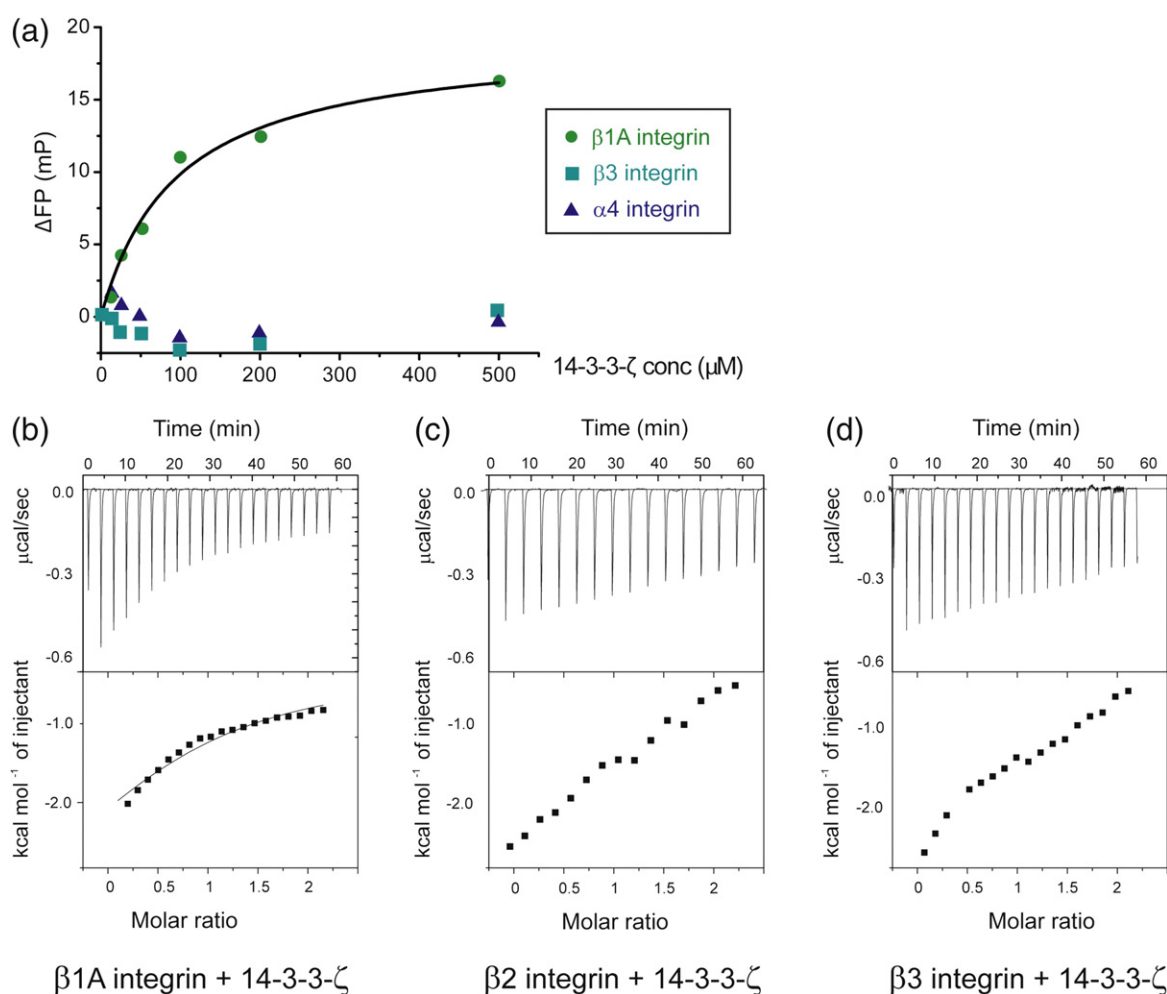 (a)
20
15
10
5
0
ΔFP (mP)
0 100 200 300 400 500
14-3-3-ζ conc (μM)
β1A integrin
β3 integrin
α4 integrin
(b)
Time (min)
0 10 20 30 40 50 60
0.0
-0.3
-0.6
μcal/sec
-1.0
-2.0
kcal mol⁻¹ of injectant
0 0.5 1.0 1.5 2
Molar ratio
β1A integrin + 14-3-3-ζ
(c)
Time (min)
0 10 20 30 40 50 60
0.0
-0.3
-0.6
μcal/sec
-1.0
-2.0
kcal mol⁻¹ of injectant
0 0.5 1 1.5 2
Molar ratio
β2 integrin + 14-3-3-ζ
(d)
Time (min)
0 10 20 30 40 50 60
0.0
-0.3
-0.6
μcal/sec
-1.0
-2.0
kcal mol⁻¹ of injectant
0 0.5 1 1.5 2
Molar ratio
β3 integrin + 14-3-3-ζ